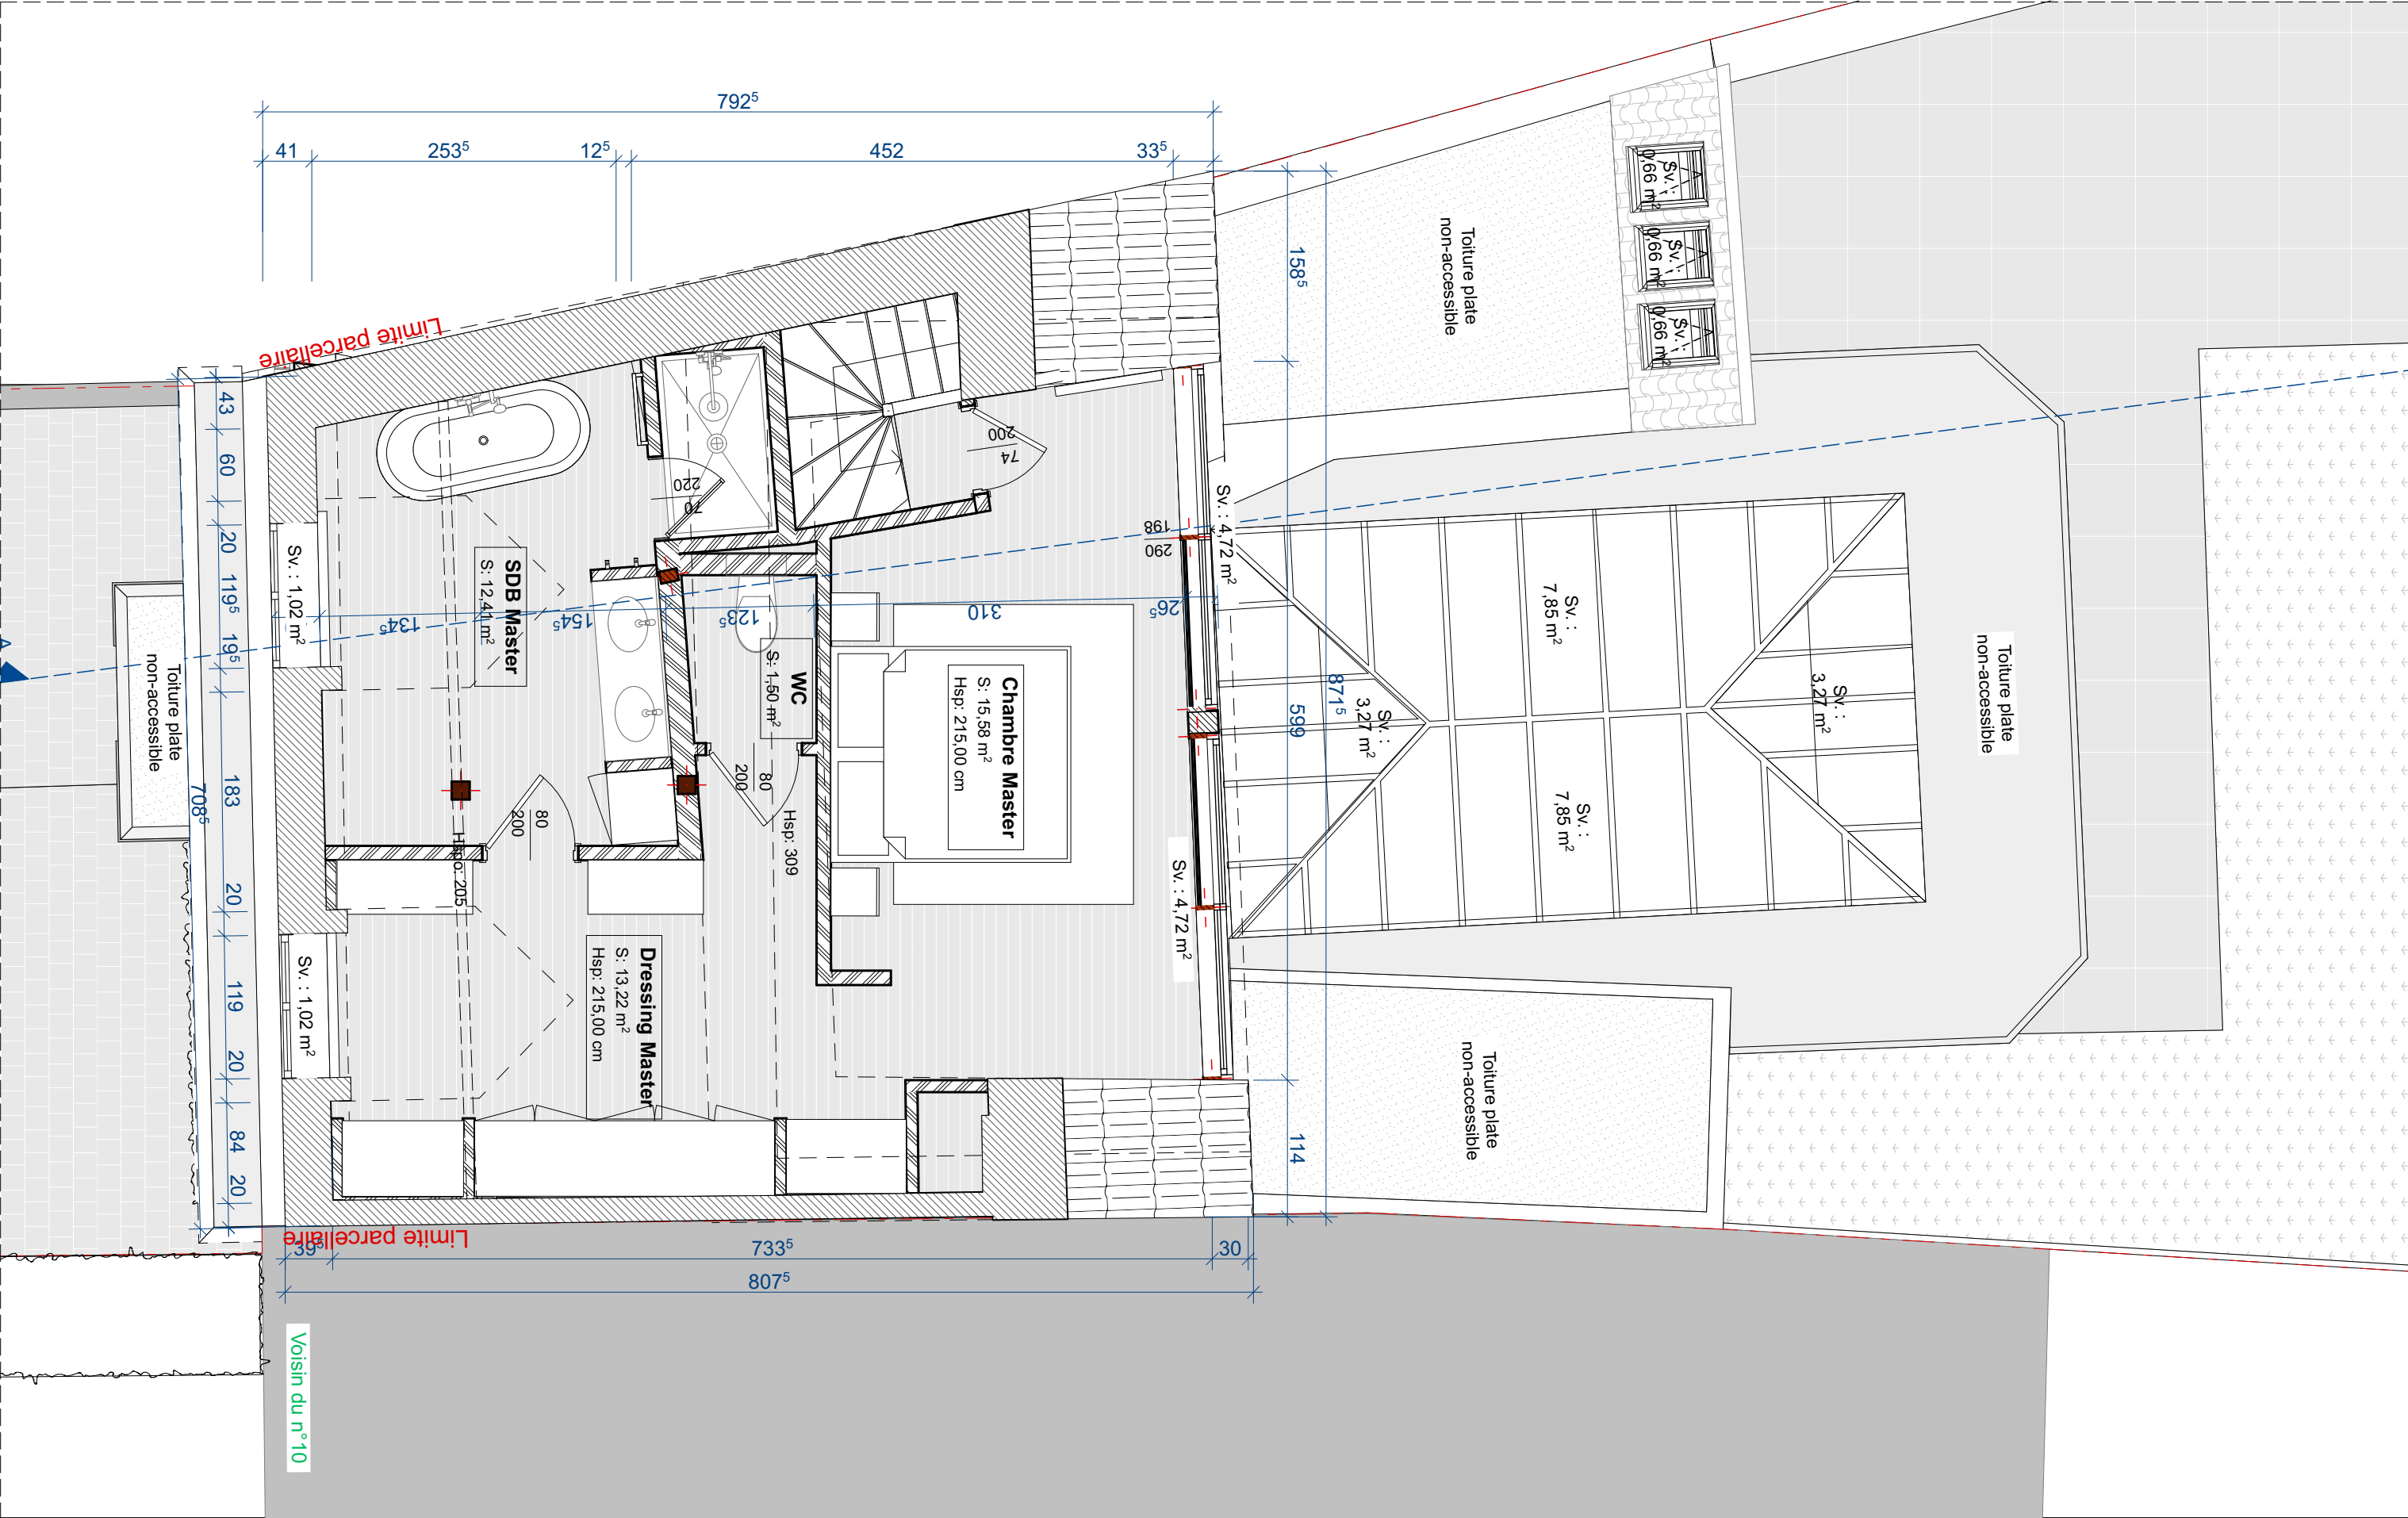 792⁵
41
253⁵
12⁵
452
33⁵
Limite parcellaire
43
60
20
119⁵
19⁵
183
20
119
20
84
20
708⁵
Toiture plate
non-accessible
A
Sv. : 1,02 m²
Sv. : 1,02 m²
SDB Master
S: 12,41 m²
134⁵
154⁵
123⁵
310
26⁵
220
70
200
74
198
290
WC
S: 1,50 m²
80
200
80
200
Hsp: 309
Hspo: 205
Chambre Master
S: 15,58 m²
Hsp: 215,00 cm
Dressing Master
S: 13,22 m²
Hsp: 215,00 cm
Sv. : 4,72 m²
Sv. : 4,72 m²
158⁵
599
871⁵
114
Toiture plate
non-accessible
Sv. :
0,66 m²
Sv. :
0,66 m²
Sv. :
0,66 m²
Sv. :
7,85 m²
Sv. :
3,27 m²
Sv. :
3,27 m²
Sv. :
7,85 m²
Toiture plate
non-accessible
Toiture plate
non-accessible
Limite parcellaire
39⁵
733⁵
30
807⁵
Voisin du n°10